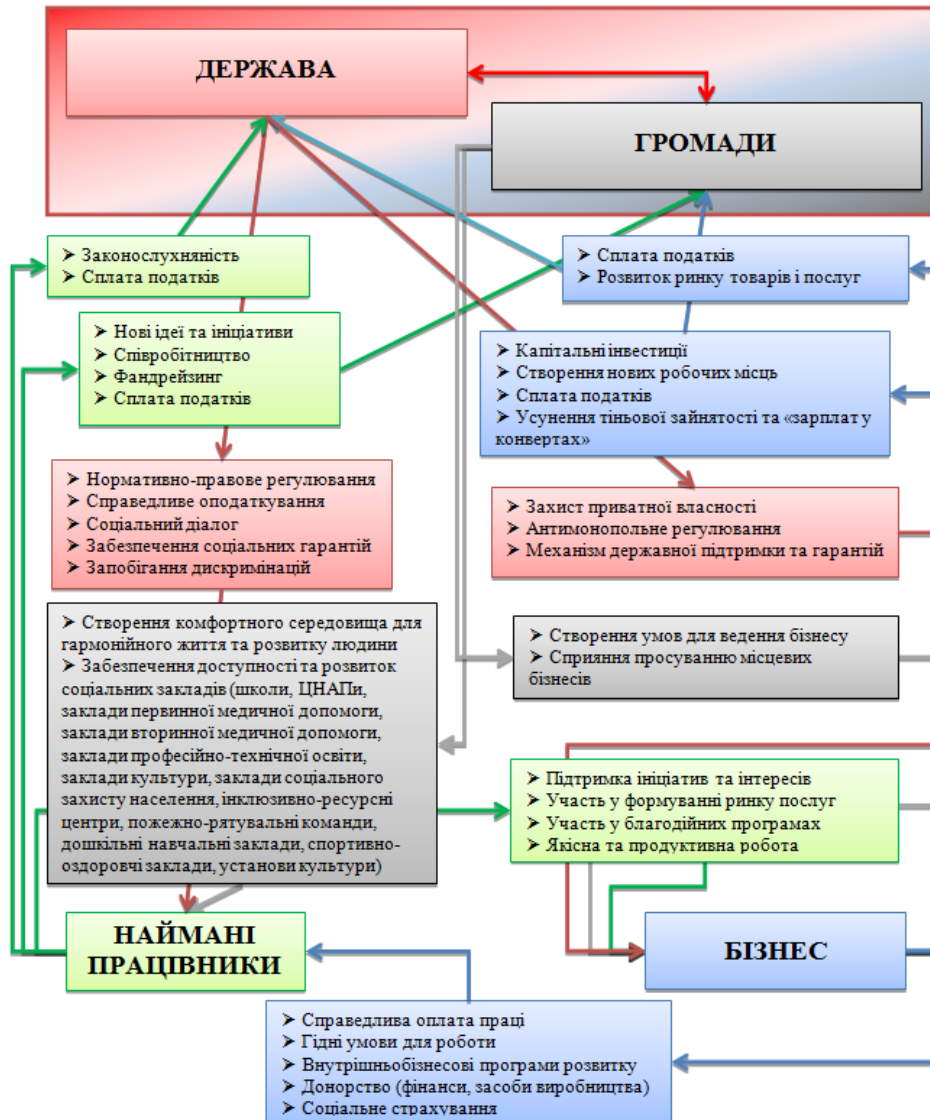 ДЕРЖАВА
ГРОМАДИ
➢ Законослухняність
➢ Сплата податків
➢ Сплата податків
➢ Розвиток ринку товарів і послуг
➢ Нові ідеї та ініціативи
➢ Співробітництво
➢ Фандрейзинг
➢ Сплата податків
➢ Капітальні інвестиції
➢ Створення нових робочих місць
➢ Сплата податків
➢ Усунення тіньової зайнятості та «зарплат у
конвертах»
➢ Нормативно-правове регулювання
➢ Справедливе оподаткування
➢ Соціальний діалог
➢ Забезпечення соціальних гарантій
➢ Запобігання дискримінацій
➢ Захист приватної власності
➢ Антимонопольне регулювання
➢ Механізм державної підтримки та гарантій
➢ Створення комфортного середовища для
гармонійного життя та розвитку людини
➢ Забезпечення доступності та розвиток
соціальних закладів (школи, ЦНАПи,
заклади первинної медичної допомоги,
заклади вторинної медичної допомоги,
заклади професійно-технічної освіти,
заклади культури, заклади соціального
захисту населення, інклюзивно-ресурсні
центри, пожежно-рятувальні команди,
дошкільні навчальні заклади, спортивно-
оздоровчі заклади, установи культури)
➢ Створення умов для ведення бізнесу
➢ Сприяння просуванню місцевих
бізнесів
➢ Підтримка ініціатив та інтересів
➢ Участь у формуванні ринку послуг
➢ Участь у благодійних програмах
➢ Якісна та продуктивна робота
НАЙМАНІ
ПРАЦІВНИКИ
БІЗНЕС
➢ Справедлива оплата праці
➢ Гідні умови для роботи
➢ Внутрішньобізнесові програми розвитку
➢ Донорство (фінанси, засоби виробництва)
➢ Соціальне страхування